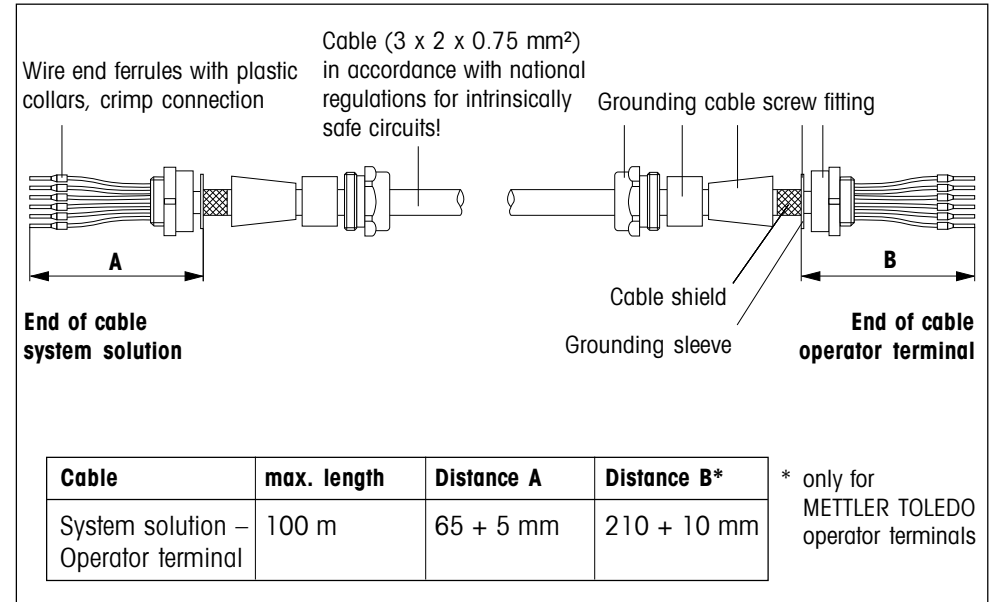 Wire end ferrules with plastic
collars, crimp connection
Cable (3 x 2 x 0.75 mm²)
in accordance with national
regulations for intrinsically
safe circuits!
Grounding cable screw fitting
A
B
Cable shield
Grounding sleeve
End of cable
system solution
End of cable
operator terminal
Cable max. length Distance A Distance B*
System solution – 100 m 65 + 5 mm 210 + 10 mm
Operator terminal
* only for
METTLER TOLEDO
operator terminals